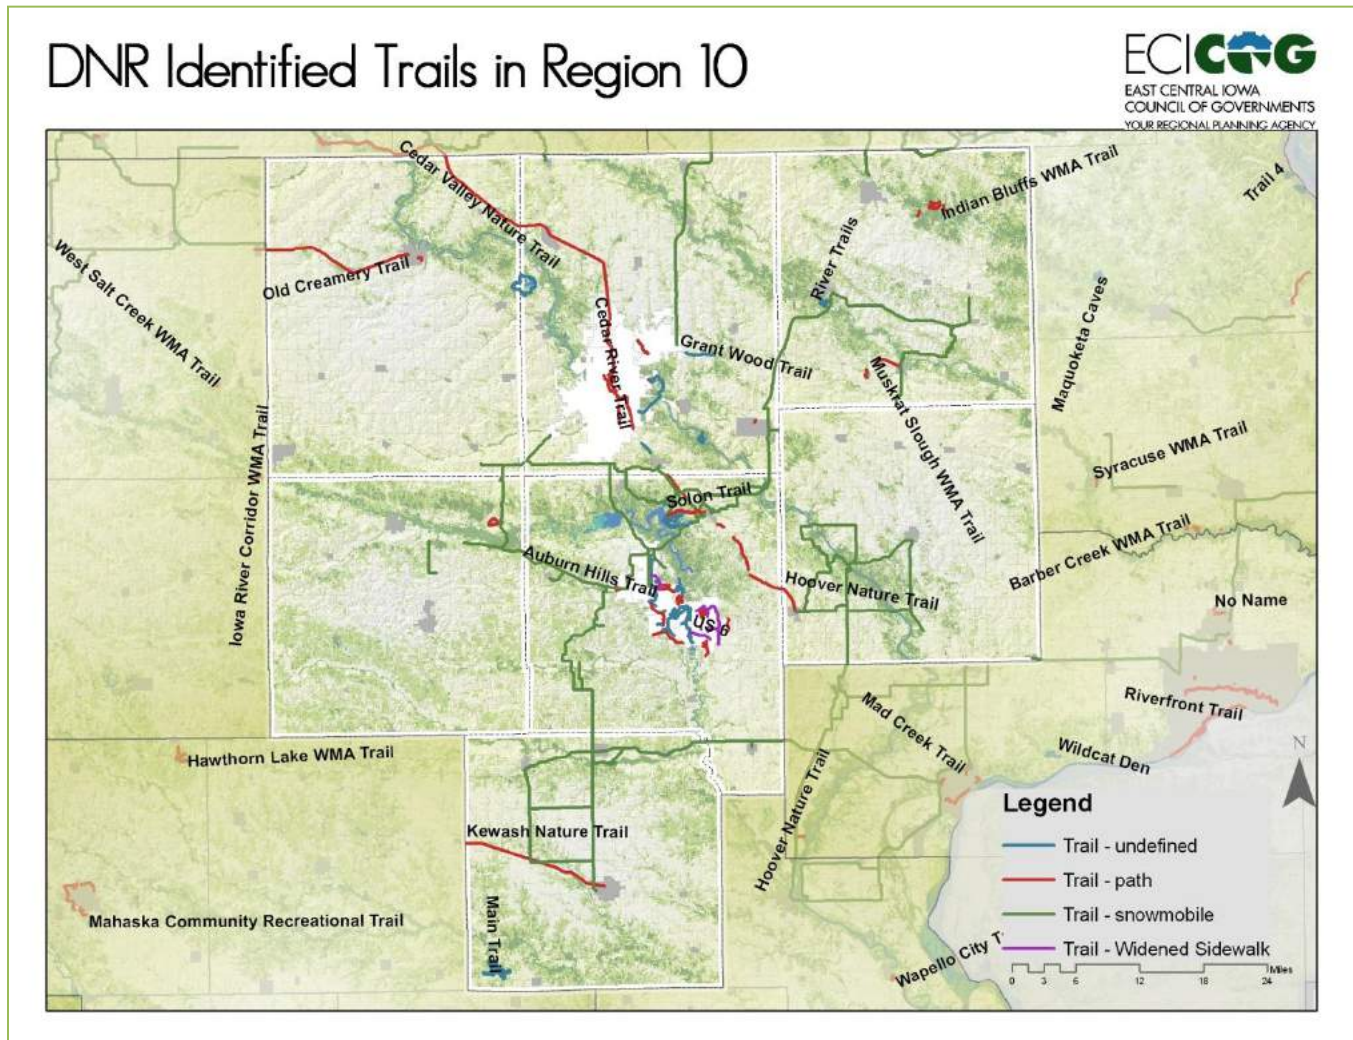 DNR Identified Trails in Region 10
ECICOG
EAST CENTRAL IOWA
COUNCIL OF GOVERNMENTS
YOUR REGIONAL PLANNING AGENCY
Cedar Valley Nature Trail
Indian Bluffs WMA Trail
Trail 4
West Salt Creek WMA Trail
Old Creamery Trail
River Trails
Maquoketa Caves
Cedar River Trail
Grant Wood Trail
Muskrat Slough WMA Trail
Iowa River Corridor WMA Trail
Syracuse WMA Trail
Solon Trail
Barber Creek WMA Trail
Auburn Hills Trail
Hoover Nature Trail
No Name
US 6
Riverfront Trail
Mad Creek Trail
Wildcat Den
Hawthorn Lake WMA Trail
Hoover Nature Trail
N
Kewash Nature Trail
Mahaska Community Recreational Trail
Main Trail
Wapello City T
Legend
Trail - undefined
Trail - path
Trail - snowmobile
Trail - Widened Sidewalk
Miles
0 3 6 12 18 24